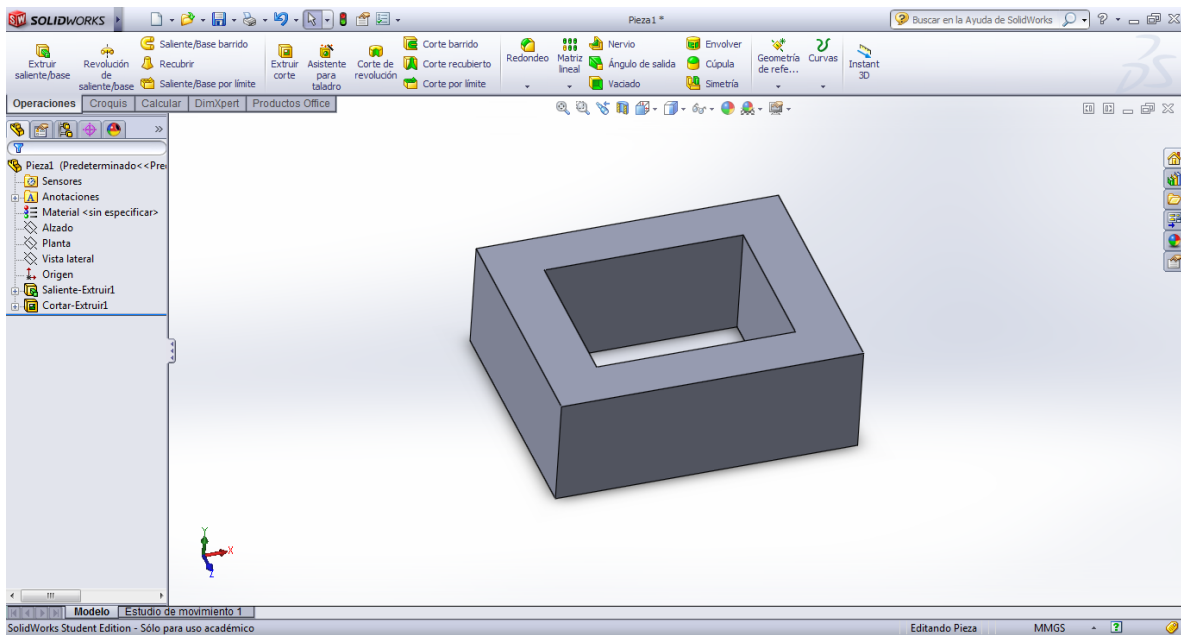 SW SOLIDWORKS
Pieza1 *
Buscar en la Ayuda de SolidWorks
Extruir saliente/base
Revolución de saliente/base
Saliente/Base barrido
Recubrir
Saliente/Base por límite
Extruir corte
Asistente para taladro
Corte de revolución
Corte barrido
Corte recubierto
Corte por límite
Redondeo
Matriz lineal
Nervio
Ángulo de salida
Vaciado
Envolver
Cúpula
Simetría
Geometría de refe...
Curvas
Instant 3D
Operaciones
Croquis
Calcular
DimXpert
Productos Office
Pieza1 (Predeterminado<<Pre
Sensores
Anotaciones
Material <sin especificar>
Alzado
Planta
Vista lateral
Origen
Saliente-Extruir1
Cortar-Extruir1
Y
X
Z
Modelo
Estudio de movimiento 1
SolidWorks Student Edition - Sólo para uso académico
Editando Pieza
MMGS